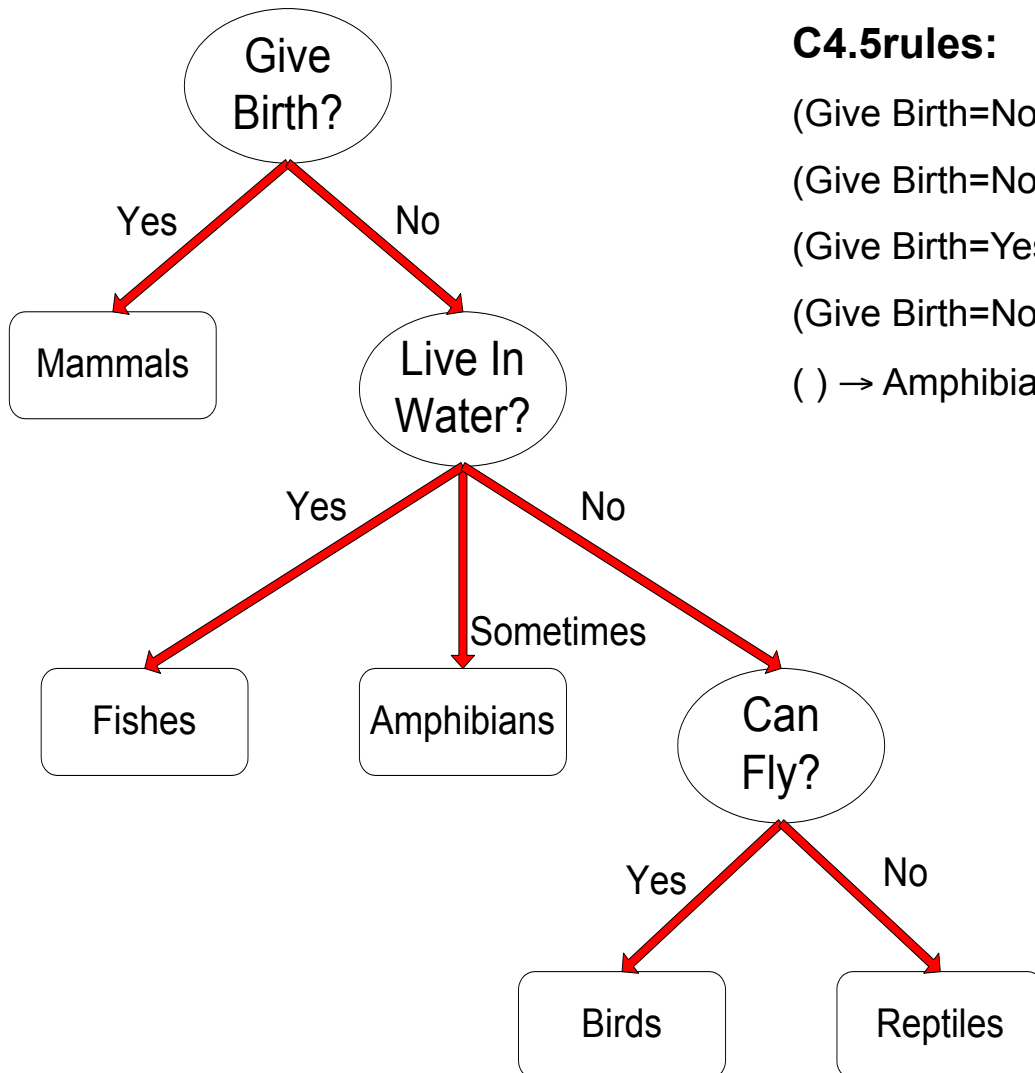 Give
Birth?
Yes
No
Mammals
Live In
Water?
Yes
Sometimes
No
Fishes
Amphibians
Can
Fly?
Yes
No
Birds
Reptiles
C4.5rules:
(Give Birth=No
(Give Birth=No
(Give Birth=Yes
(Give Birth=No
( ) → Amphibia